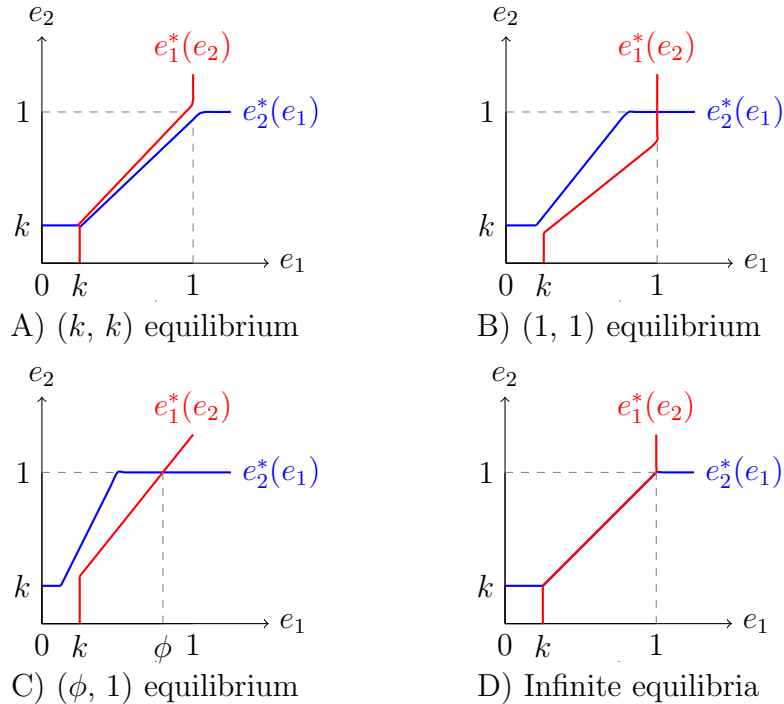 e₂
e₁*(e₂)
1
e₂*(e₁)
k
e₁
0 k 1
A) (k, k) equilibrium
e₂
e₁*(e₂)
1
e₂*(e₁)
k
e₁
0 k 1
B) (1, 1) equilibrium
e₂
e₁*(e₂)
1
e₂*(e₁)
k
e₁
0 k ϕ 1
C) (ϕ, 1) equilibrium
e₂
e₁*(e₂)
1
e₂*(e₁)
k
e₁
0 k 1
D) Infinite equilibria